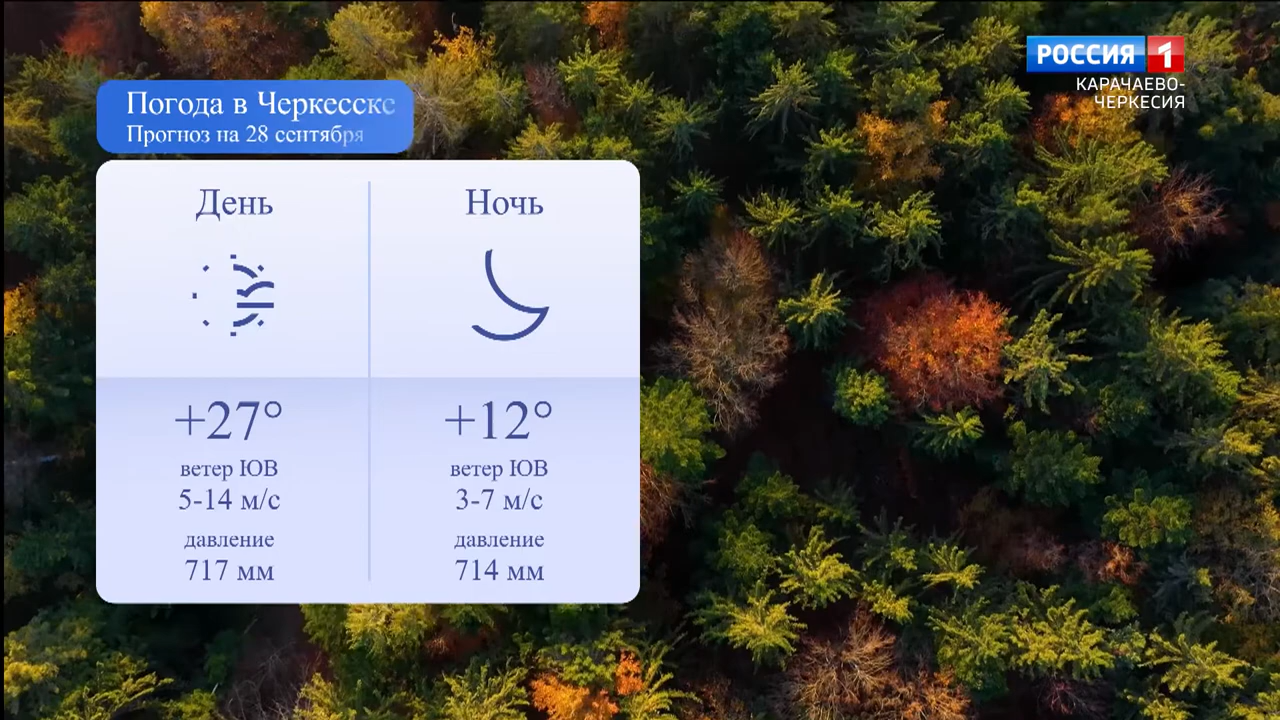 Погода в Черкесске
Прогноз на 28 сентября
РОССИЯ 1
КАРАЧАЕВО-
ЧЕРКЕСИЯ
День
Ночь
+27°
+12°
ветер ЮВ
ветер ЮВ
5-14 м/с
3-7 м/с
давление
давление
717 мм
714 мм